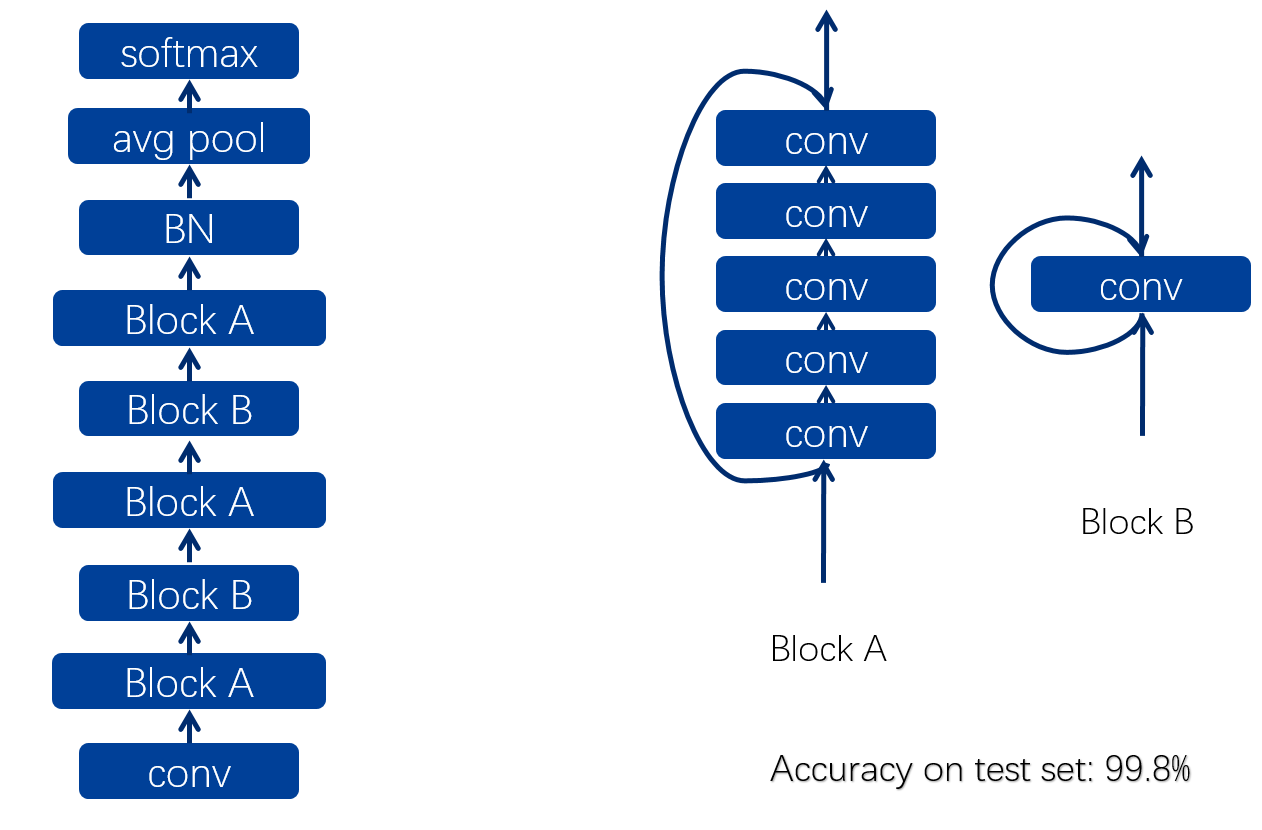 softmax
avg pool
BN
Block A
Block B
Block A
Block B
Block A
conv
conv
conv
conv
conv
conv
Block A
conv
Block B
Accuracy on test set: 99.8%